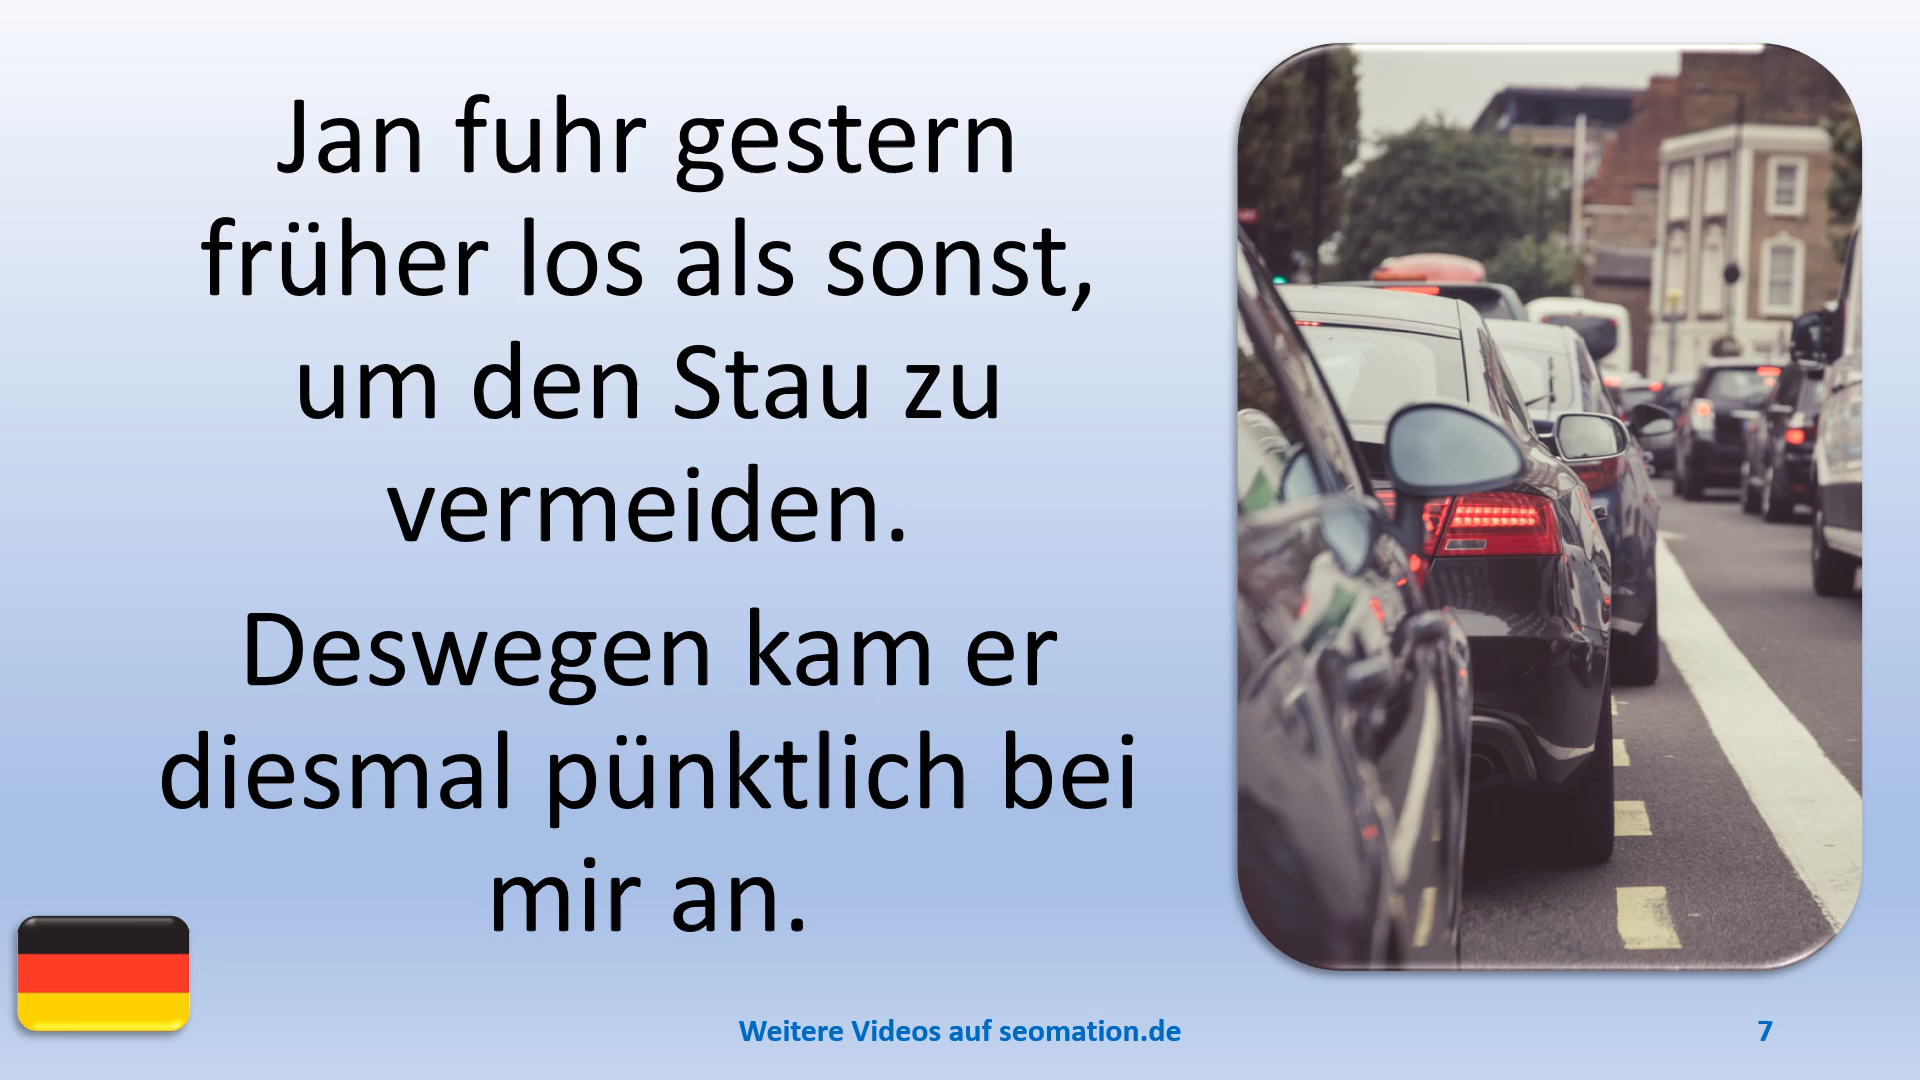 Jan fuhr gestern
früher los als sonst,
um den Stau zu
vermeiden.
Deswegen kam er
diesmal pünktlich bei
mir an.
Weitere Videos auf seomation.de
7